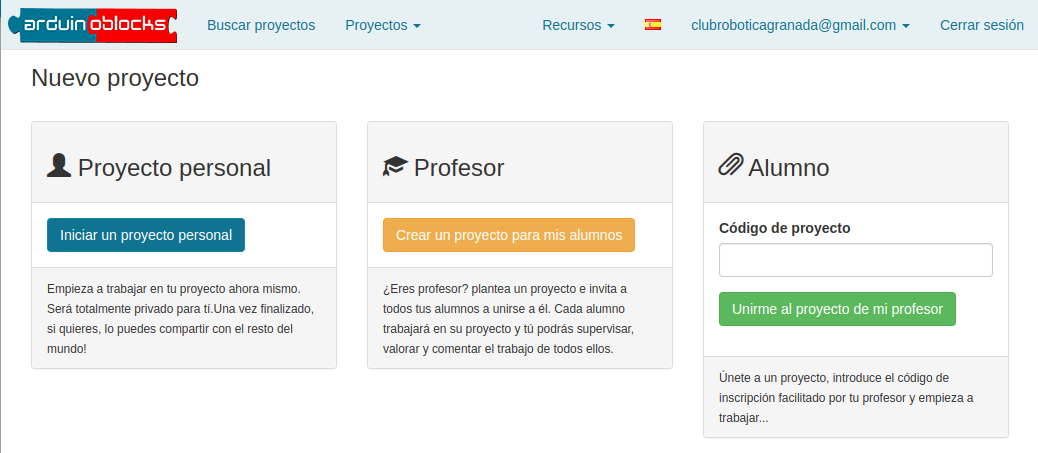 arduinoblocks
Buscar proyectos
Proyectos
Recursos
clubroboticagranada@gmail.com
Cerrar sesión
Nuevo proyecto
Proyecto personal
Iniciar un proyecto personal
Empieza a trabajar en tu proyecto ahora mismo.
Será totalmente privado para tí.Una vez finalizado,
si quieres, lo puedes compartir con el resto del
mundo!
Profesor
Crear un proyecto para mis alumnos
¿Eres profesor? plantea un proyecto e invita a
todos tus alumnos a unirse a él. Cada alumno
trabajará en su proyecto y tú podrás supervisar,
valorar y comentar el trabajo de todos ellos.
Alumno
Código de proyecto
Unirme al proyecto de mi profesor
Únete a un proyecto, introduce el código de
inscripción facilitado por tu profesor y empieza a
trabajar...